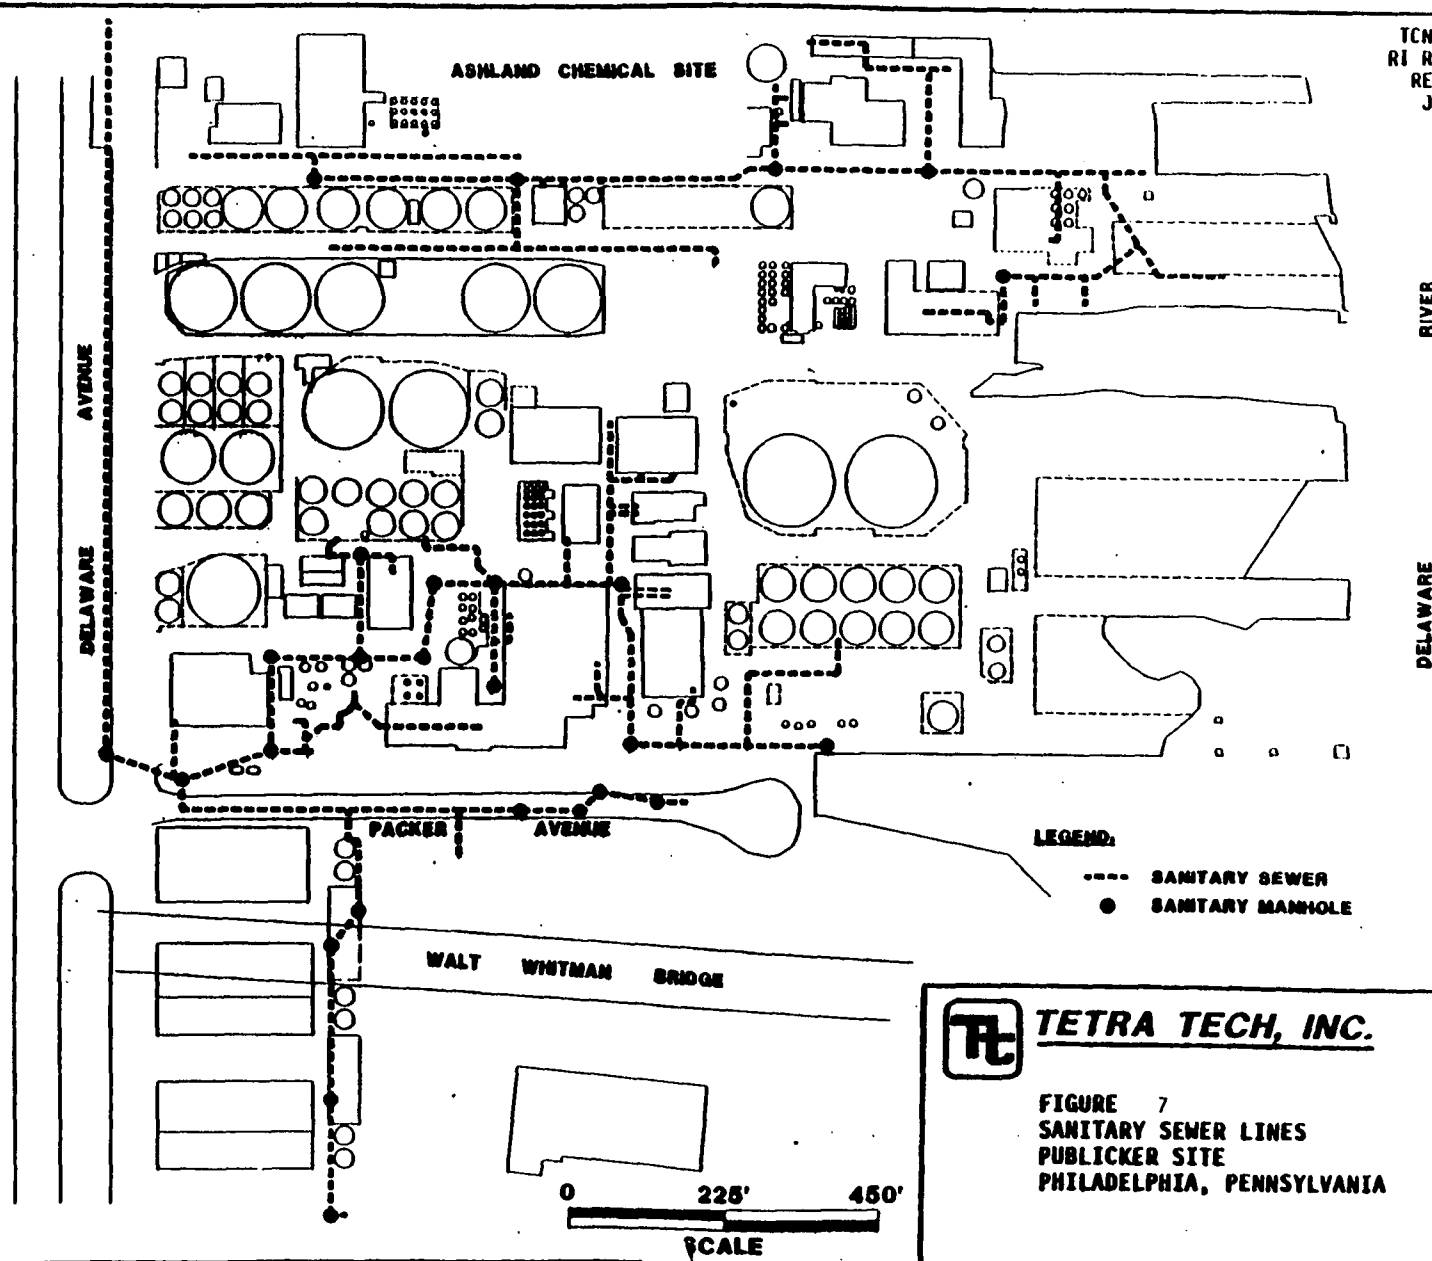 TCN
RI R
RE
J
ASHLAND CHEMICAL SITE
DELAWARE AVENUE
DELAWARE RIVER
PACKER AVENUE
WALT WHITMAN BRIDGE
LEGEND:
SANITARY SEWER
SANITARY MANHOLE
TETRA TECH, INC.
FIGURE 7
SANITARY SEWER LINES
PUBLICKER SITE
PHILADELPHIA, PENNSYLVANIA
0 225' 450'
SCALE